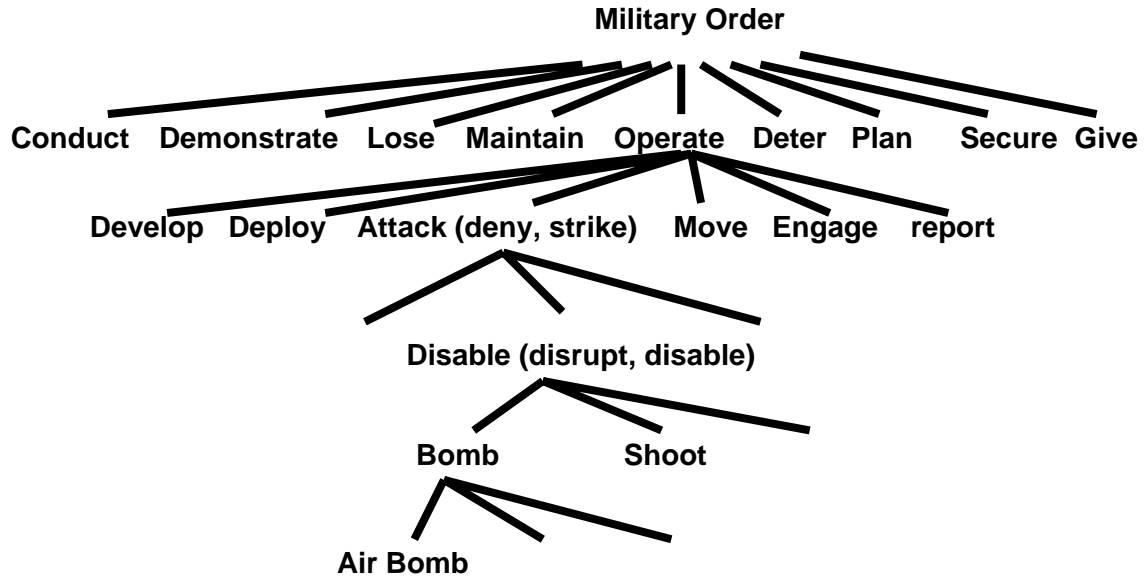 Military Order
Conduct Demonstrate Lose Maintain Operate Deter Plan Secure Give
Develop Deploy Attack (deny, strike) Move Engage report
Disable (disrupt, disable)
Bomb Shoot
Air Bomb